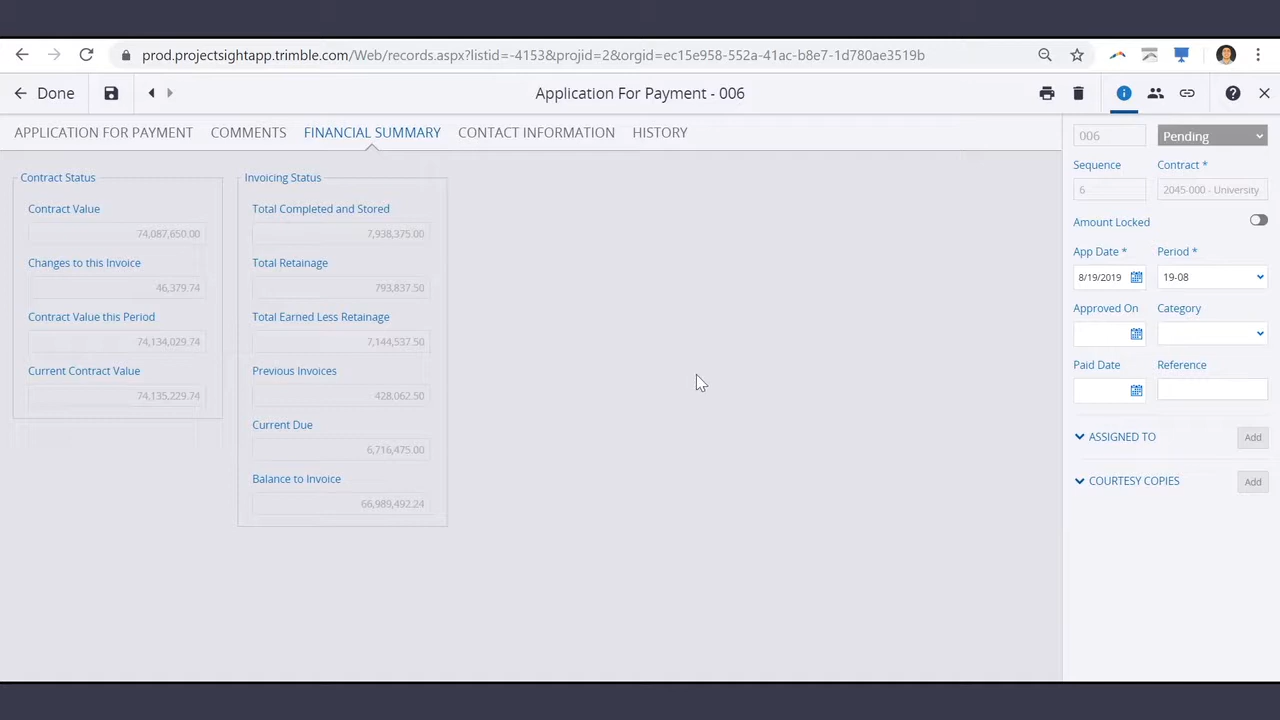 prod.projectsightapp.trimble.com/Web/records.aspx?listid=-4153&projid=2&orgid=ec15e958-552a-41ac-b8e7-1d780ae3519b
Done
Application For Payment - 006
APPLICATION FOR PAYMENT COMMENTS FINANCIAL SUMMARY CONTACT INFORMATION HISTORY
Contract Status
Contract Value
74,087,650.00
Changes to this Invoice
46,379.74
Contract Value this Period
74,134,029.74
Current Contract Value
74,135,229.74
Invoicing Status
Total Completed and Stored
7,938,375.00
Total Retainage
793,837.50
Total Earned Less Retainage
7,144,537.50
Previous Invoices
428,062.50
Current Due
6,716,475.00
Balance to Invoice
66,989,492.24
006 Pending
Sequence Contract *
6 2045-000 - University
Amount Locked
App Date * Period *
8/19/2019 19-08
Approved On Category
Paid Date Reference
ASSIGNED TO Add
COURTESY COPIES Add